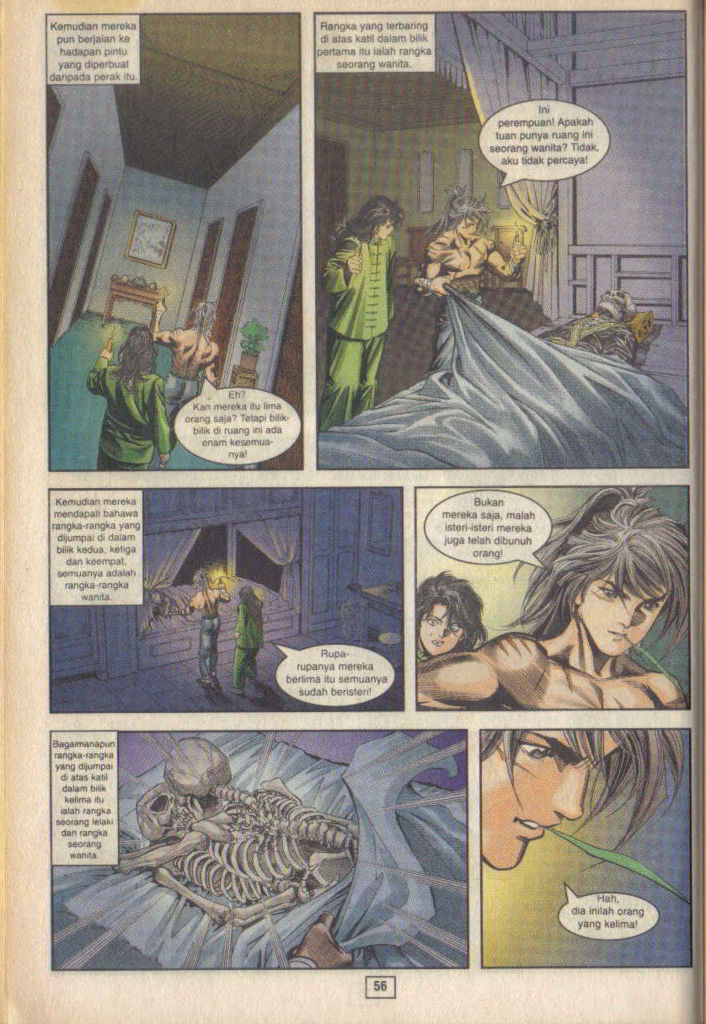 Kemudian mereka
pun berjalan ke
hadapan pintu
yang diperbuat
daripada perak itu.
Eh?
Kan mereka itu lima
orang saja? Tetapi bilik-
bilik di ruang ini ada
enam kesemua-
nya!
Rangka yang terbaring
di atas katil dalam bilik
pertama itu ialah rangka
seorang wanita.
Ini
perempuan! Apakah
tuan punya ruang ini
seorang wanita? Tidak,
aku tidak percaya!
Kemudian mereka
mendapati bahawa
rangka-rangka yang
dijumpai di dalam
bilik kedua, ketiga
dan keempat,
semuanya adalah
rangka-rangka
wanita.
Rupa-
rupanya mereka
berlima itu semuanya
sudah beristeri!
Bukan
mereka saja, malah
isteri-isteri mereka
juga telah dibunuh
orang!
Bagaimanapun
rangka-rangka
yang dijumpai
di atas katil
dalam bilik
kelima itu
ialah rangka
seorang lelaki
dan rangka
seorang
wanita.
Hah,
dia inilah orang
yang kelima!
56